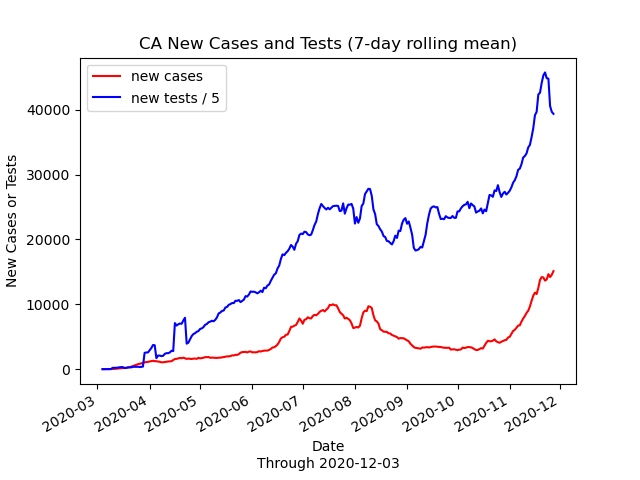 CA New Cases and Tests (7-day rolling mean)
new cases
new tests / 5
New Cases or Tests
40000
30000
20000
10000
0
2020-03
2020-04
2020-05
2020-06
2020-07
2020-08
2020-09
2020-10
2020-11
2020-12
Date
Through 2020-12-03